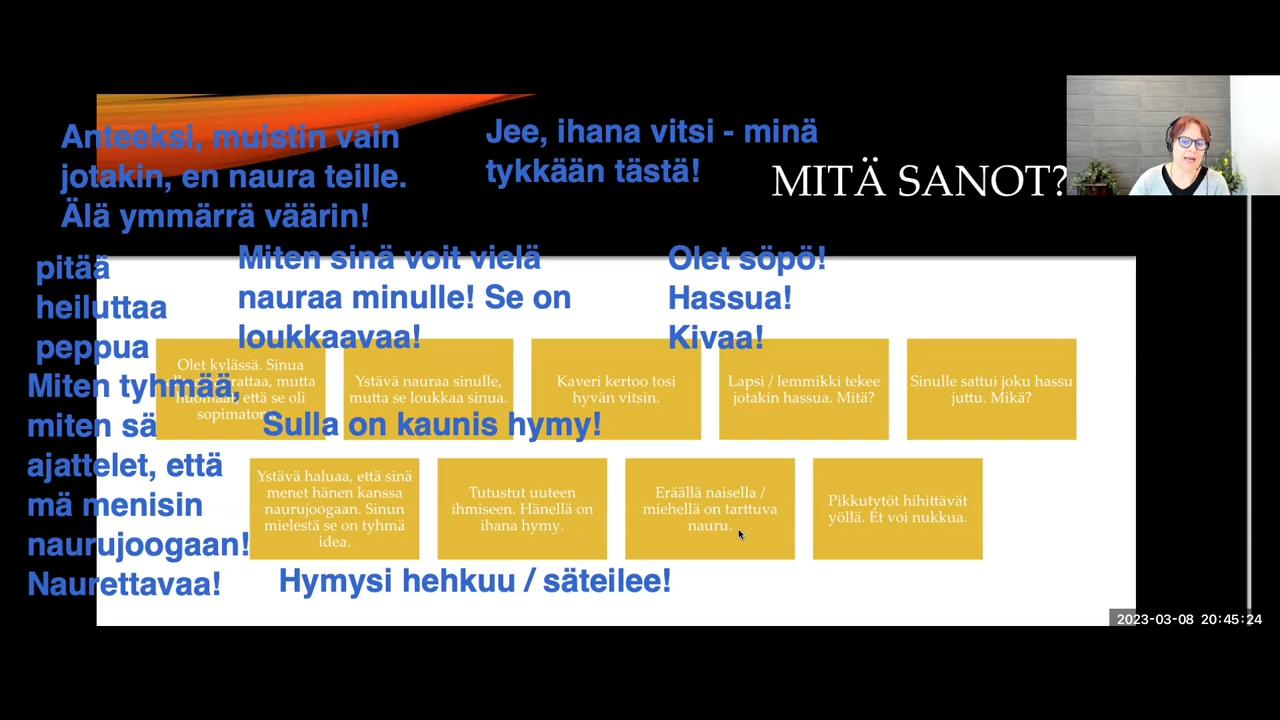 Anteeksi, muistin vain
jotakin, en naura teille.
Älä ymmärrä väärin!
Jee, ihana vitsi - minä
tykkään tästä!
MITÄ SANOT?
pitää
heiluttaa
peppua
Miten sinä voit vielä
nauraa minulle! Se on
loukkaavaa!
Olet söpö!
Hassua!
Kivaa!
Miten tyhmää,
miten sä
ajattelet, että
mä menisin
naurujoogaan!
Naurettavaa!
Olet kylässä. Sinua
mutta
että se oli
Ystävä nauraa sinulle,
mutta se loukkaa sinua.
Kaveri kertoo tosi
hyvän vitsin.
Lapsi / lemmikki tekee
jotakin hassua. Mitä?
Sinulle sattui joku hassu
juttu. Mikä?
Sulla on kaunis hymy!
Ystävä haluaa, että sinä
menet hänen kanssa
naurujoogaan. Sinun
mielestä se on tyhmä
idea.
Tutustut uuteen
ihmiseen. Hänellä on
ihana hymy.
Eräällä naisella /
miehellä on tarttuva
nauru.
Pikkutytöt hihittävät
yöllä. Et voi nukkua.
Hymysi hehkuu / säteilee!
2023-03-08 20:45:24